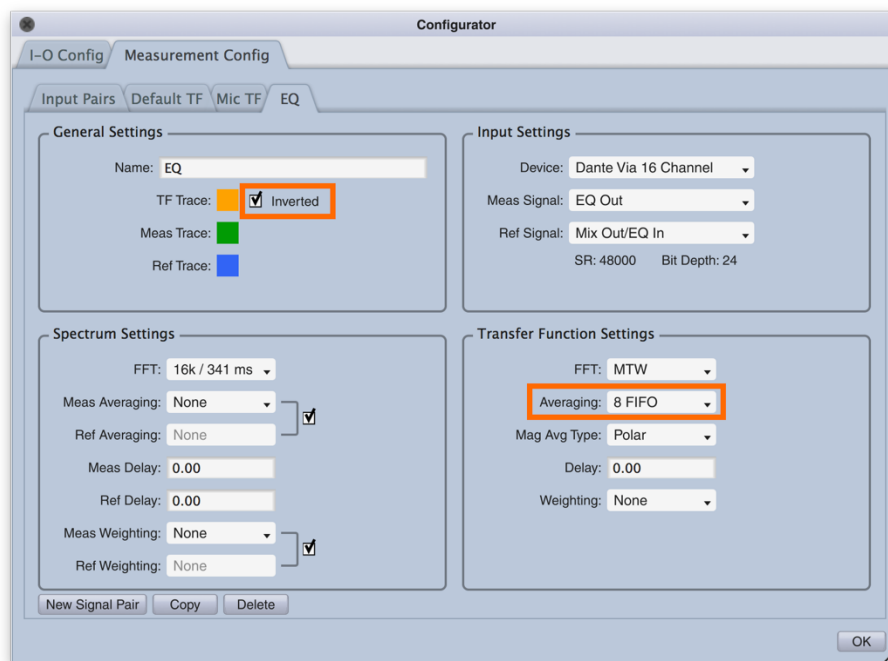 Configurator
I-O Config
Measurement Config
Input Pairs
Default TF
Mic TF
EQ
General Settings
Name: EQ
TF Trace: Inverted
Meas Trace:
Ref Trace:
Input Settings
Device: Dante Via 16 Channel
Meas Signal: EQ Out
Ref Signal: Mix Out/EQ In
SR: 48000 Bit Depth: 24
Spectrum Settings
FFT: 16k / 341 ms
Meas Averaging: None
Ref Averaging: None
Meas Delay: 0.00
Ref Delay: 0.00
Meas Weighting: None
Ref Weighting: None
Transfer Function Settings
FFT: MTW
Averaging: 8 FIFO
Mag Avg Type: Polar
Delay: 0.00
Weighting: None
New Signal Pair
Copy
Delete
OK